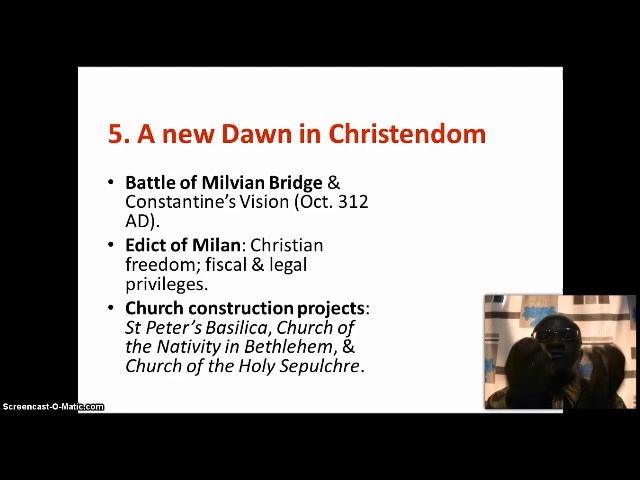 5. A new Dawn in Christendom
• Battle of Milvian Bridge &
Constantine's Vision (Oct. 312
AD).
• Edict of Milan: Christian
freedom; fiscal & legal
privileges.
• Church construction projects:
St Peter's Basilica, Church of
the Nativity in Bethlehem, &
Church of the Holy Sepulchre.
Screencast-O-Matic.com